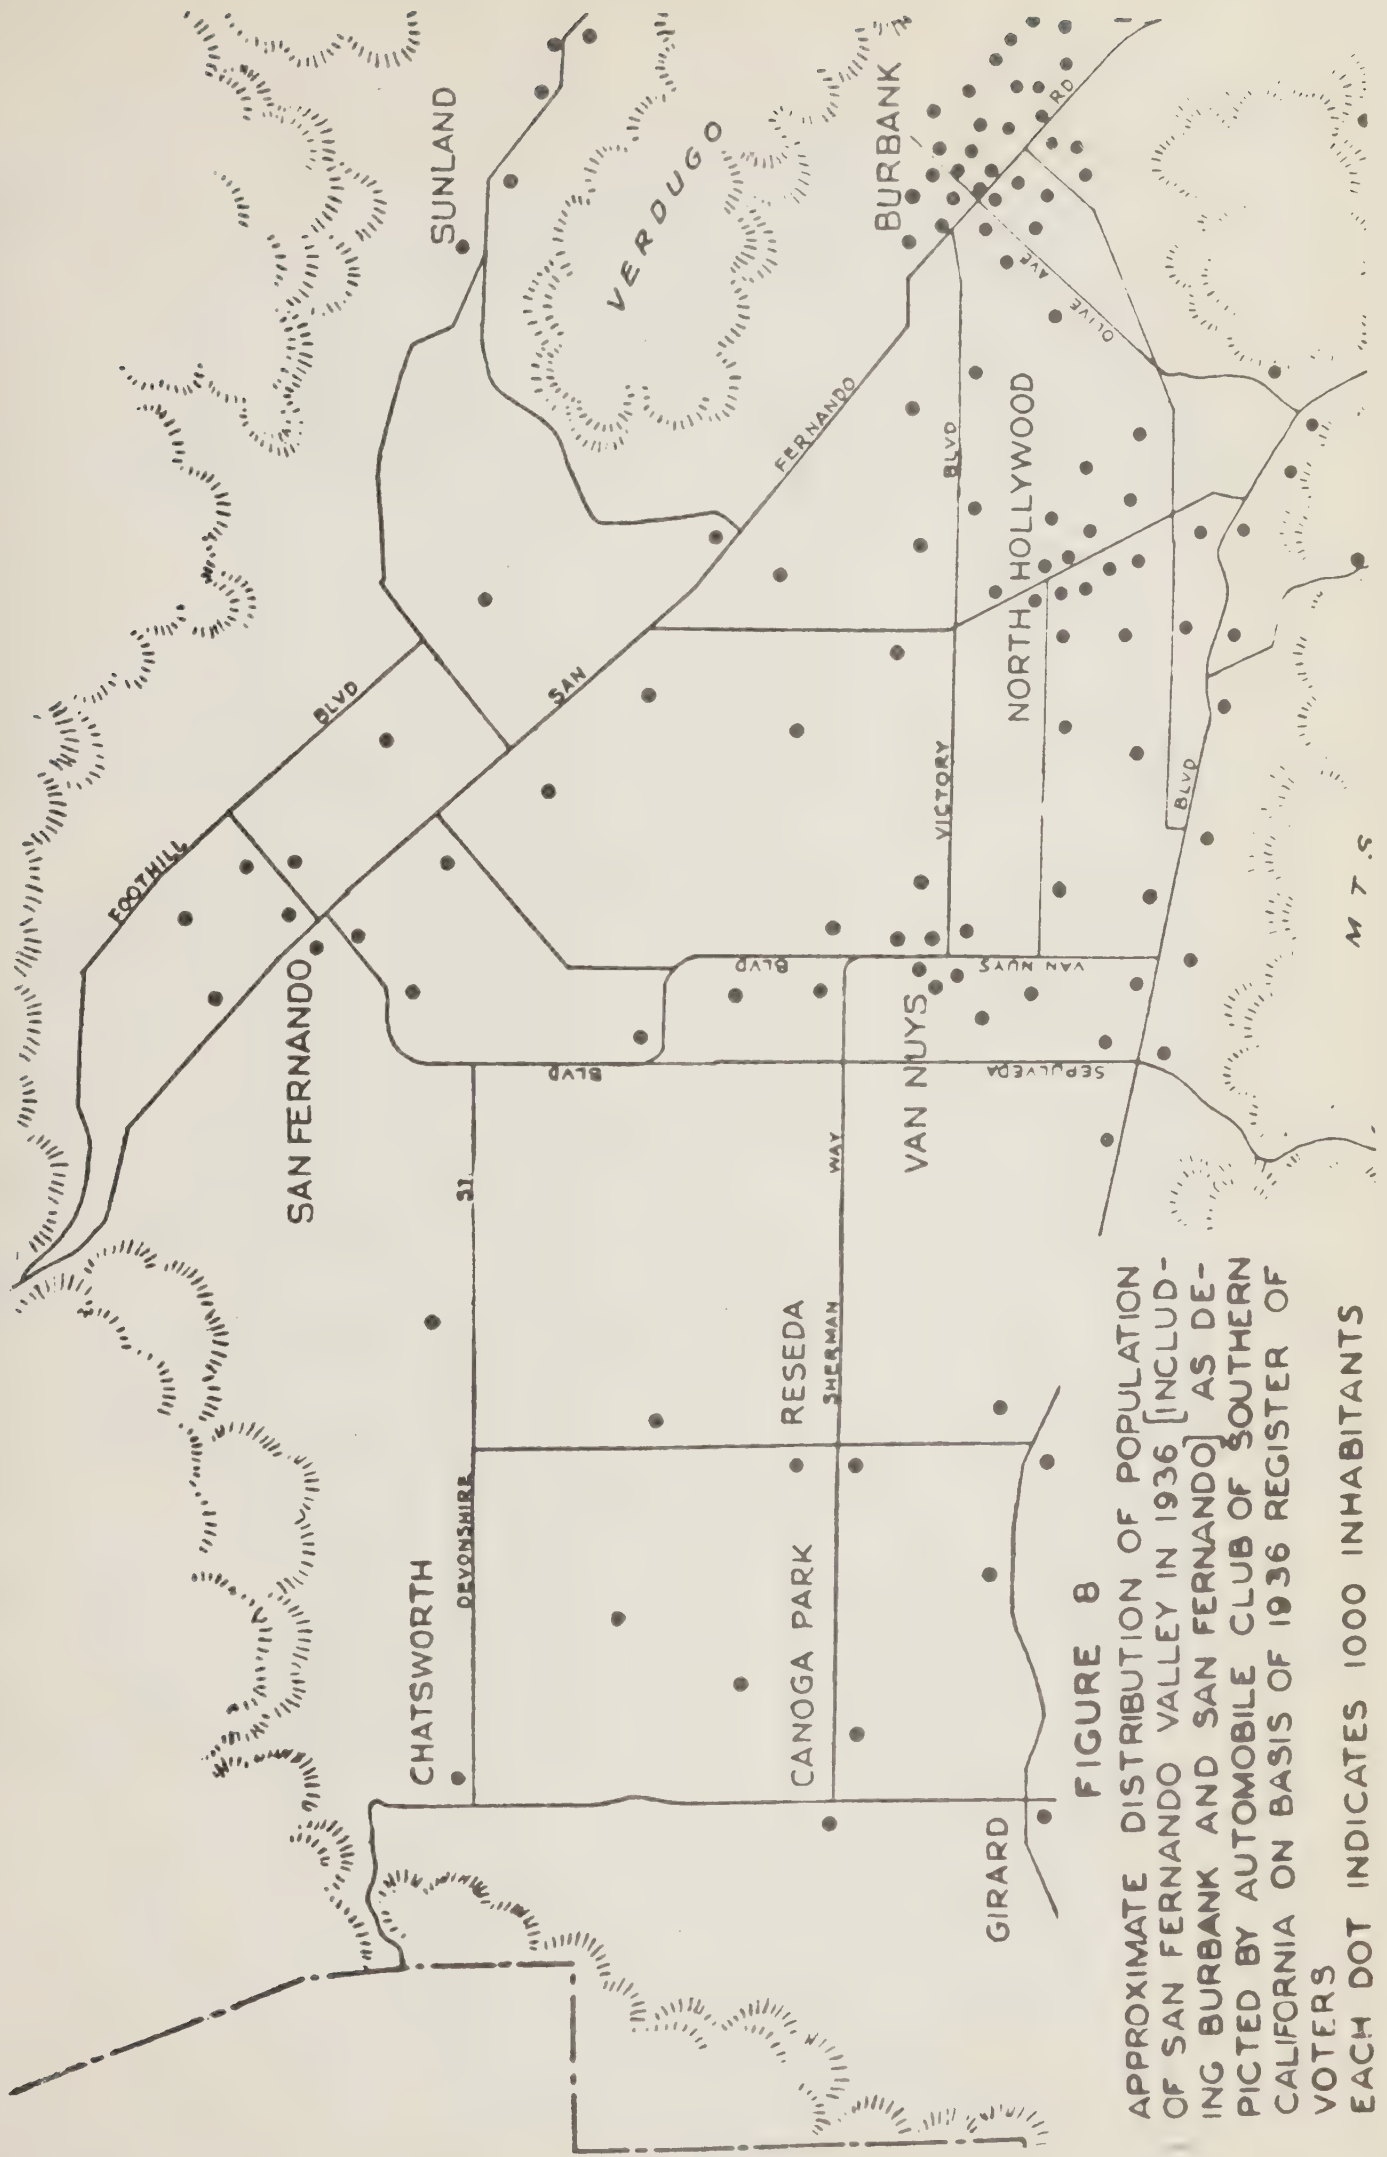 SUNLAND
VERDUGO
BURBANK
RD
OLIVE AVE
FERNANDO
BLVD
NORTH HOLLYWOOD
SAN
BLVD
FOOTHILL
VICTORY
BLVD
SAN FERNANDO
BLVD
VAN NUYS
VAN NUYS
BLVD
SEPULVEDA
ST.
WAY
RESEDA
SHERMAN
DEVONSHIRE
CHATSWORTH
CANOGA PARK
GIRARD
MTS
FIGURE 8
APPROXIMATE DISTRIBUTION OF POPULATION
OF SAN FERNANDO VALLEY IN 1936 [INCLUD-
ING BURBANK AND SAN FERNANDO] AS DE-
PICTED BY AUTOMOBILE CLUB OF SOUTHERN
CALIFORNIA ON BASIS OF 1936 REGISTER OF
VOTERS
EACH DOT INDICATES 1000 INHABITANTS